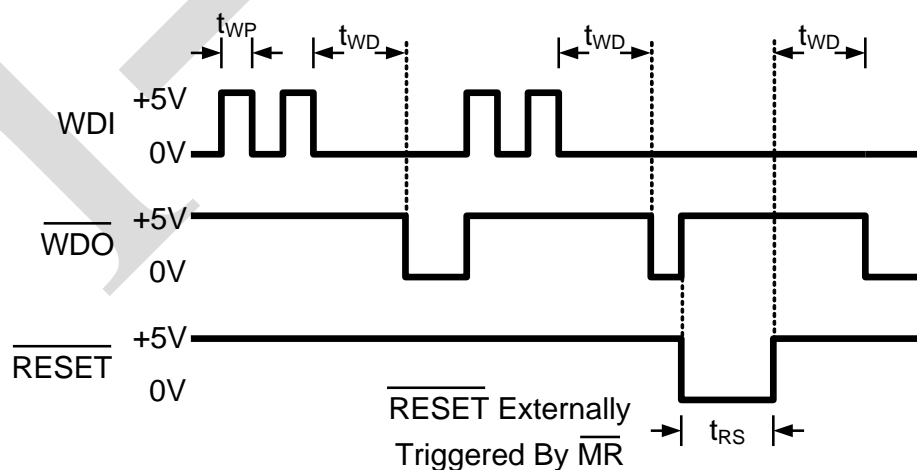 tWP
tWD
tWD
tWD
WDI
+5V
0V
WDO
+5V
0V
RESET
+5V
0V
RESET Externally
Triggered By MR
tRS